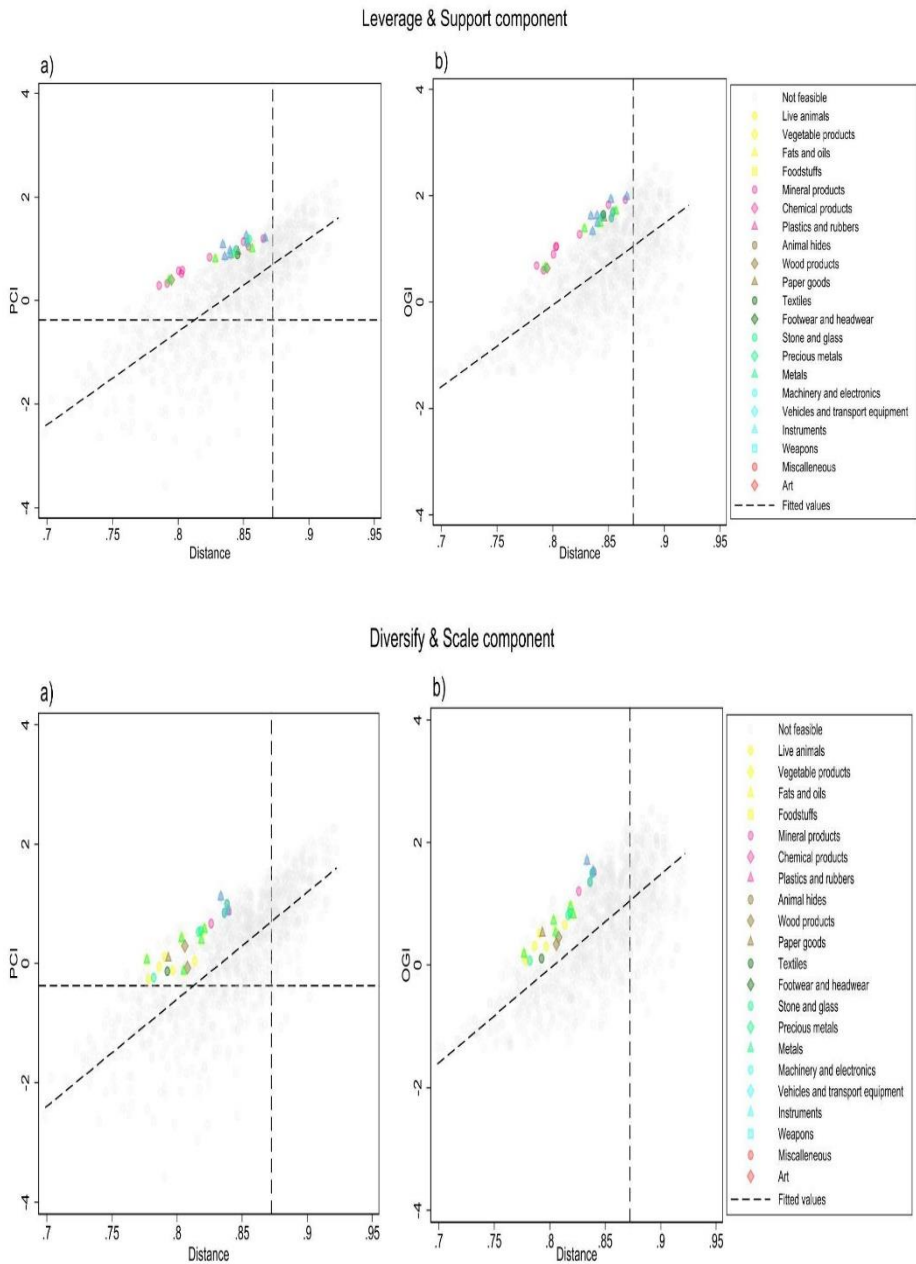 Leverage & Support component
a)
PCI
4
2
0
-2
-4
.7 .75 .8 .85 .9 .95
Distance
b)
OGI
4
2
0
-2
-4
.7 .75 .8 .85 .9 .95
Distance
Not feasible
Live animals
Vegetable products
Fats and oils
Foodstuffs
Mineral products
Chemical products
Plastics and rubbers
Animal hides
Wood products
Paper goods
Textiles
Footwear and headwear
Stone and glass
Precious metals
Metals
Machinery and electronics
Vehicles and transport equipment
Instruments
Weapons
Miscalleneous
Art
Fitted values
Diversify & Scale component
a)
PCI
4
2
0
-2
-4
.7 .75 .8 .85 .9 .95
Distance
b)
OGI
4
2
0
-2
-4
.7 .75 .8 .85 .9 .95
Distance
Not feasible
Live animals
Vegetable products
Fats and oils
Foodstuffs
Mineral products
Chemical products
Plastics and rubbers
Animal hides
Wood products
Paper goods
Textiles
Footwear and headwear
Stone and glass
Precious metals
Metals
Machinery and electronics
Vehicles and transport equipment
Instruments
Weapons
Miscalleneous
Art
Fitted values